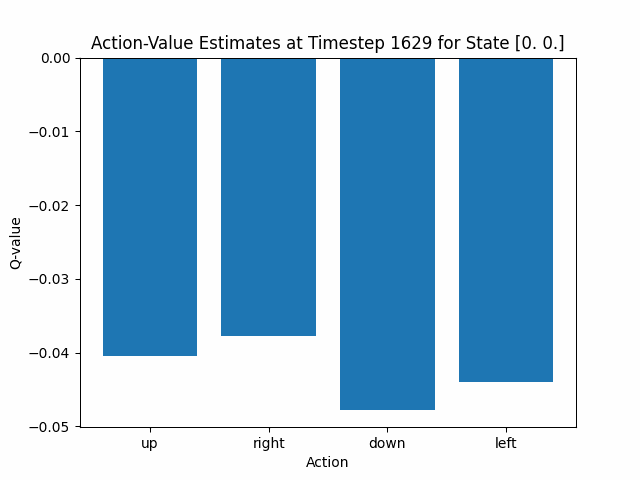 Action-Value Estimates at Timestep 1629 for State [0. 0.]
0.00
−0.01
−0.02
−0.03
−0.04
−0.05
Q-value
up right down left
Action